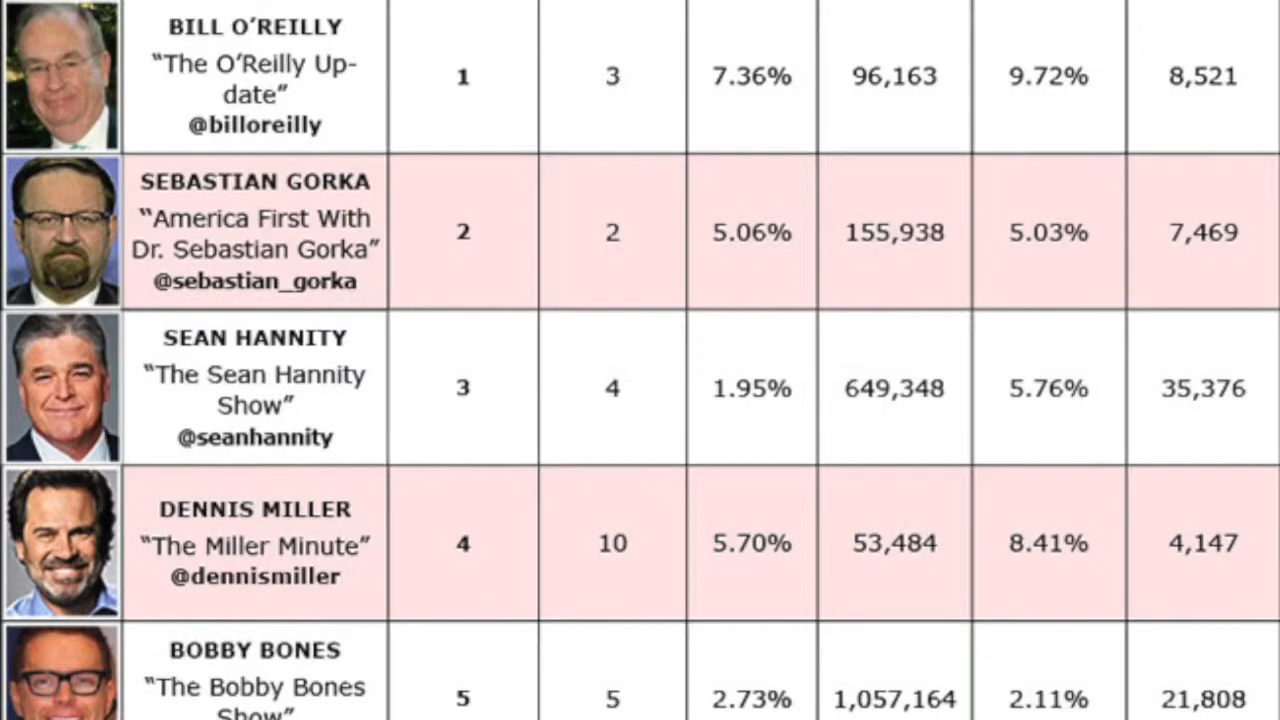 BILL O’REILLY
“The O’Reilly Up-
date”
@billoreilly
1 3 7.36% 96,163 9.72% 8,521
SEBASTIAN GORKA
“America First With
Dr. Sebastian Gorka”
@sebastian_gorka
2 2 5.06% 155,938 5.03% 7,469
SEAN HANNITY
“The Sean Hannity
Show”
@seanhannity
3 4 1.95% 649,348 5.76% 35,376
DENNIS MILLER
“The Miller Minute”
@dennismiller
4 10 5.70% 53,484 8.41% 4,147
BOBBY BONES
“The Bobby Bones
Show”
5 5 2.73% 1,057,164 2.11% 21,808